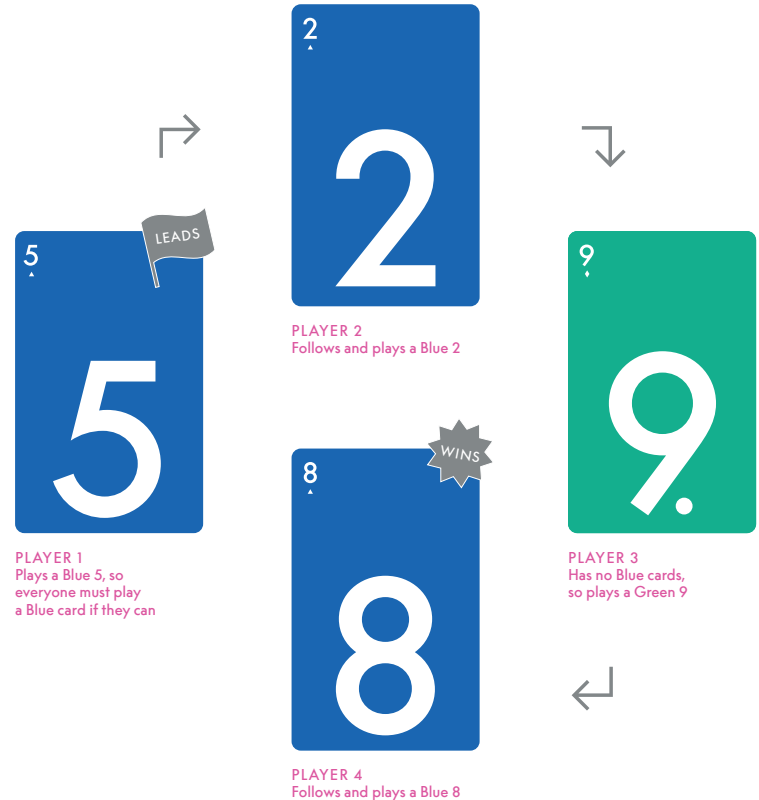 2
2
PLAYER 2
Follows and plays a Blue 2
5
LEADS
5
PLAYER 1
Plays a Blue 5, so
everyone must play
a Blue card if they can
9
9.
PLAYER 3
Has no Blue cards,
so plays a Green 9
8
WINS
8
PLAYER 4
Follows and plays a Blue 8